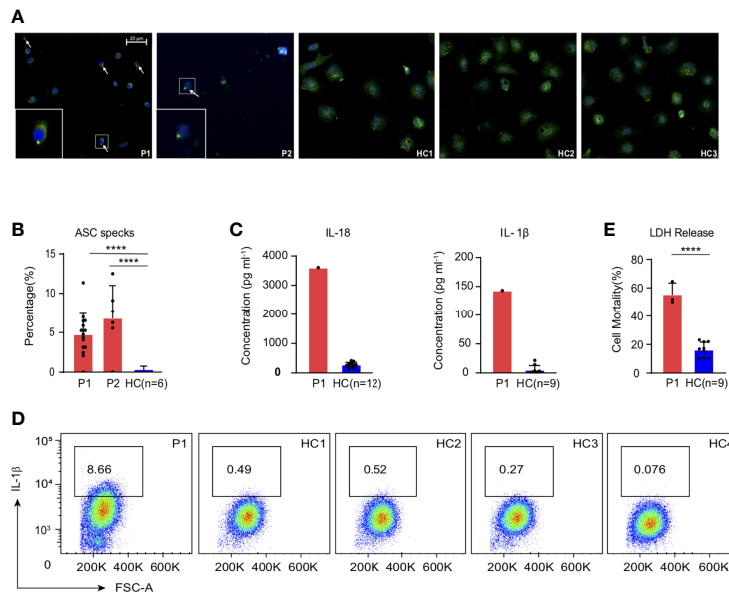 A
20 µm
P1
P2
HC1
HC2
HC3
B
ASC specks
****
****
Percentage(%)
15
10
5
0
P1 P2 HC(n=6)
C
IL-18
Concentration (pg ml-1)
4000
3000
2000
1000
0
P1 HC(n=12)
IL-1β
Concentration (pg ml-1)
150
100
50
0
P1 HC(n=9)
E
LDH Release
****
Cell Mortality(%)
80
60
40
20
0
P1 HC(n=9)
D
IL-1β
10⁵
10⁴
10³
0
P1
8.66
HC1
0.49
HC2
0.52
HC3
0.27
HC4
0.076
200K 400K 600K
200K 400K 600K
200K 400K 600K
200K 400K 600K
200K 400K 600K
FSC-A